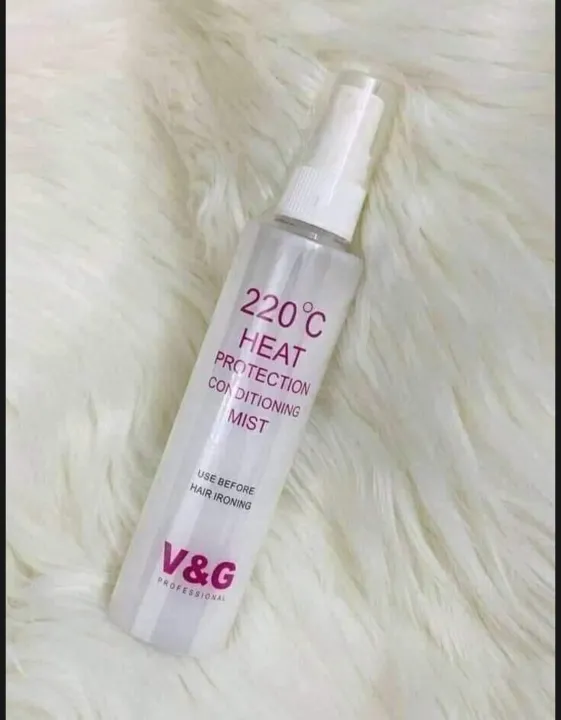 220°C
HEAT
PROTECTION
CONDITIONING
MIST
USE BEFORE
HAIR IRONING
V&G
PROFESSIONAL